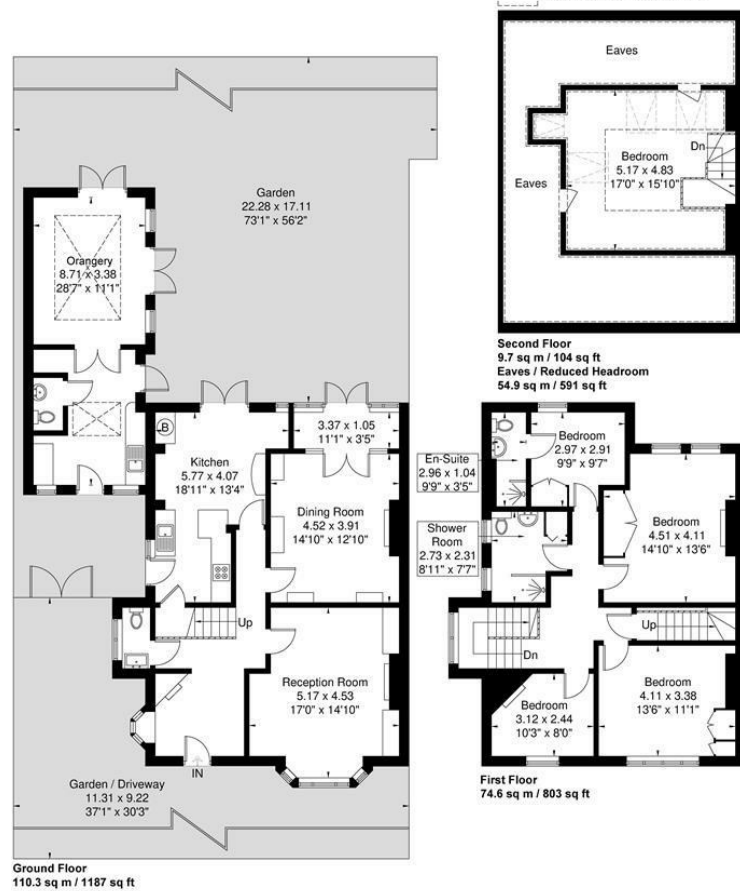 Eaves
Dn
Bedroom
5.17 x 4.83
17'0" x 15'10"
Eaves
Second Floor
9.7 sq m / 104 sq ft
Eaves / Reduced Headroom
54.9 sq m / 591 sq ft
Garden
22.28 x 17.11
73'1" x 56'2"
Orangery
8.71 x 3.38
28'7" x 11'1"
B
Kitchen
5.77 x 4.07
18'11" x 13'4"
3.37 x 1.05
11'1" x 3'5"
Dining Room
4.52 x 3.91
14'10" x 12'10"
Up
Reception Room
5.17 x 4.53
17'0" x 14'10"
IN
Garden / Driveway
11.31 x 9.22
37'1" x 30'3"
Ground Floor
110.3 sq m / 1187 sq ft
En-Suite
2.96 x 1.04
9'9" x 3'5"
Bedroom
2.97 x 2.91
9'9" x 9'7"
Shower
Room
2.73 x 2.31
8'11" x 7'7"
Bedroom
4.51 x 4.11
14'10" x 13'6"
Up
Dn
Bedroom
3.12 x 2.44
10'3" x 8'0"
Bedroom
4.11 x 3.38
13'6" x 11'1"
First Floor
74.6 sq m / 803 sq ft